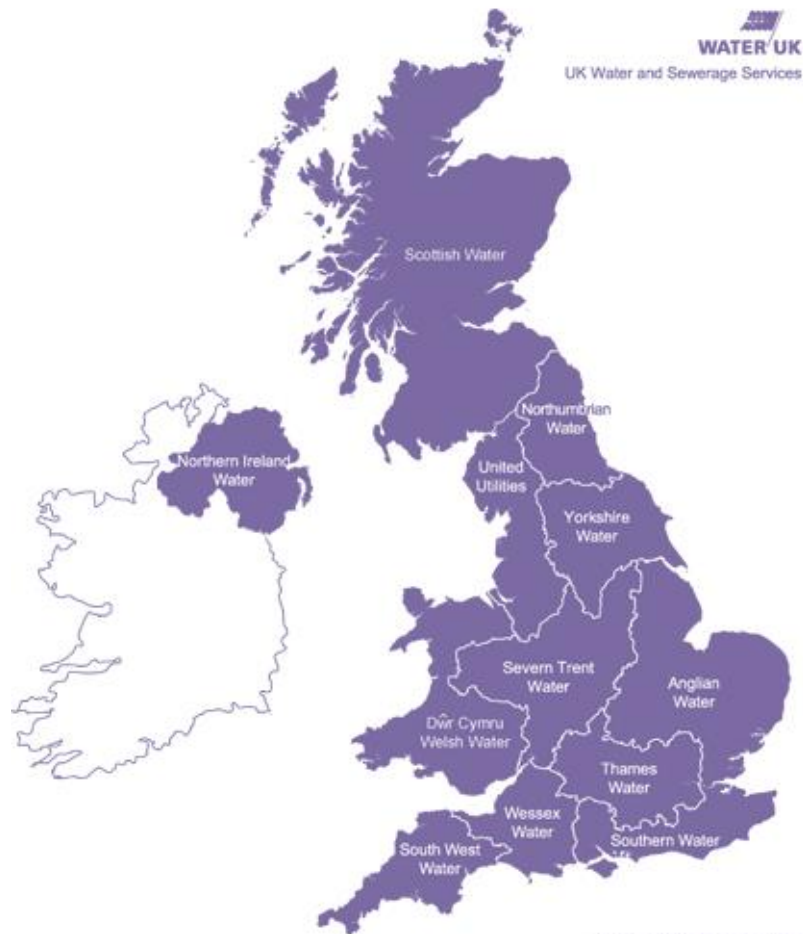 WATER UK
UK Water and Sewerage Services
Scottish Water
Northumbrian
Water
Northern Ireland
Water
United
Utilities
Yorkshire
Water
Severn Trent
Water
Anglian
Water
Dŵr Cymru
Welsh Water
Thames
Water
Wessex
Water
Southern Water
South West
Water